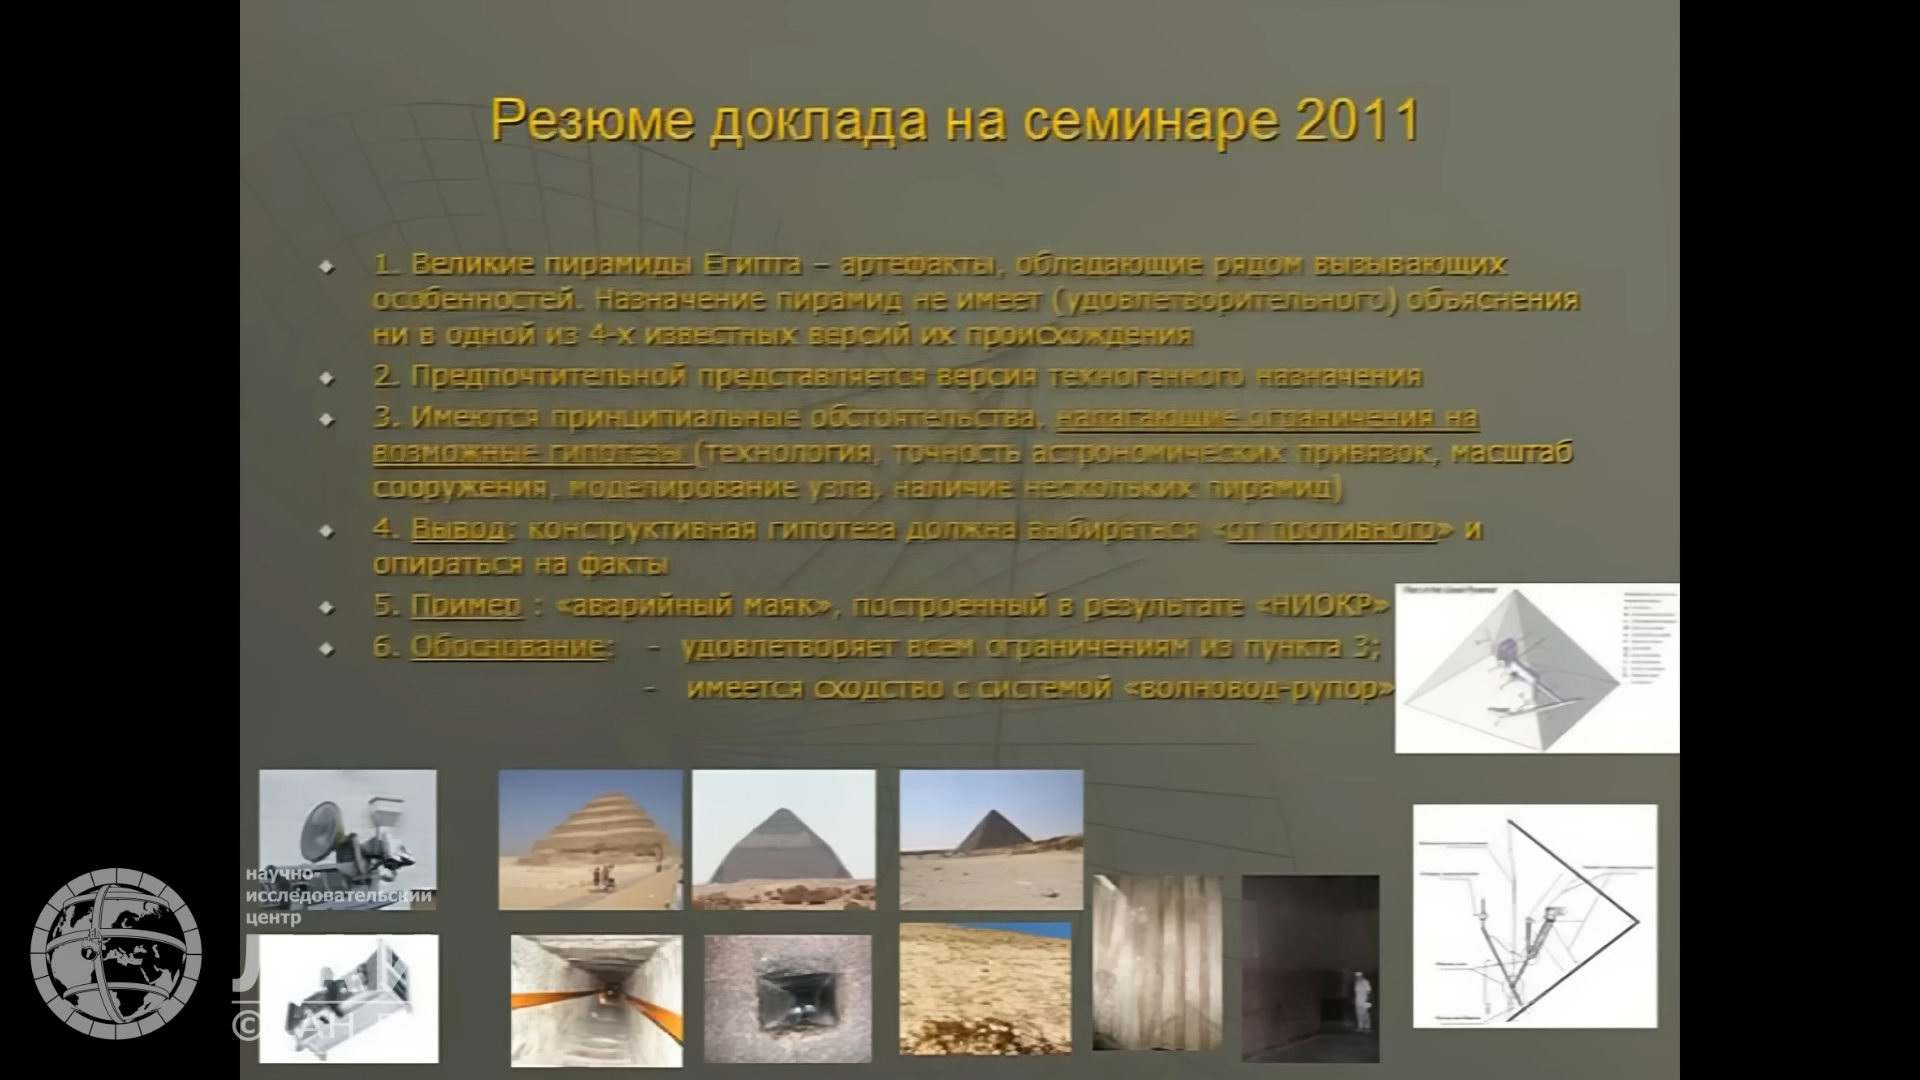 Резюме доклада на семинаре 2011
1. Великие пирамиды Египта – артефакты, обладающие рядом вызывающих
особенностей. Назначение пирамид не имеет (удовлетворительного) объяснения
ни в одной из 4-х известных версий их происхождения
2. Предпочтительной представляется версия техногенного назначения
3. Имеются принципиальные обстоятельства, налагающие ограничения на
возможные гипотезы (технология, точность астрономических привязок, масштаб
сооружения, моделирование узла, наличие нескольких пирамид)
4. Вывод: конструктивная гипотеза должна выбираться «от противного» и
опираться на факты
5. Пример : «аварийный маяк», построенный в результате «НИОКР»
6. Обоснование: - удовлетворяет всем ограничениям из пункта 3;
- имеется сходство с системой «волновод-рупор»
научно-
исследовательский
центр